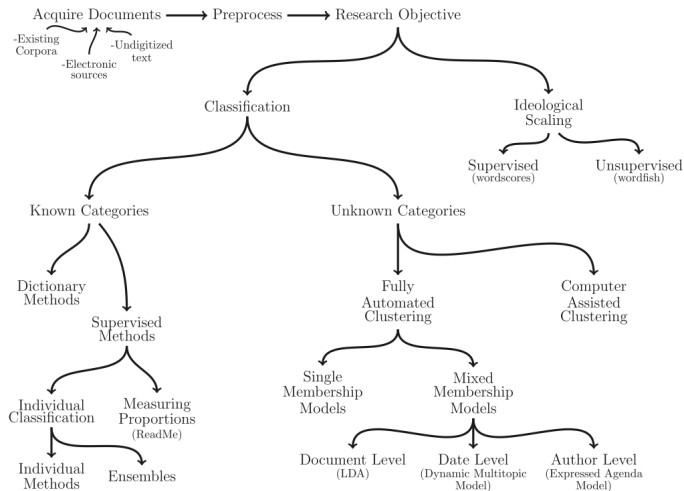 Acquire Documents
Preprocess
Research Objective
-Existing
Corpora
-Undigitized
text
-Electronic
sources
Classification
Ideological
Scaling
Supervised
(wordscores)
Unsupervised
(wordfish)
Known Categories
Unknown Categories
Dictionary
Methods
Supervised
Methods
Fully
Automated
Clustering
Computer
Assisted
Clustering
Individual
Classification
Measuring
Proportions
(ReadMe)
Single
Membership
Models
Mixed
Membership
Models
Individual
Methods
Ensembles
Document Level
(LDA)
Date Level
(Dynamic Multitopic
Model)
Author Level
(Expressed Agenda
Model)